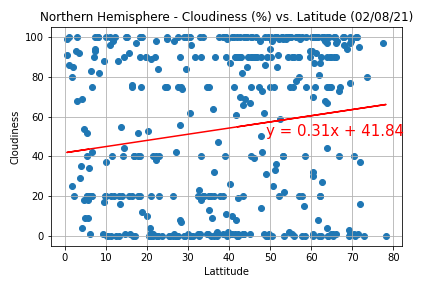 Northern Hemisphere - Cloudiness (%) vs. Latitude (02/08/21)
100
80
60
40
20
0
Cloudiness
y = 0.31x + 41.84
0 10 20 30 40 50 60 70 80
Lattitude